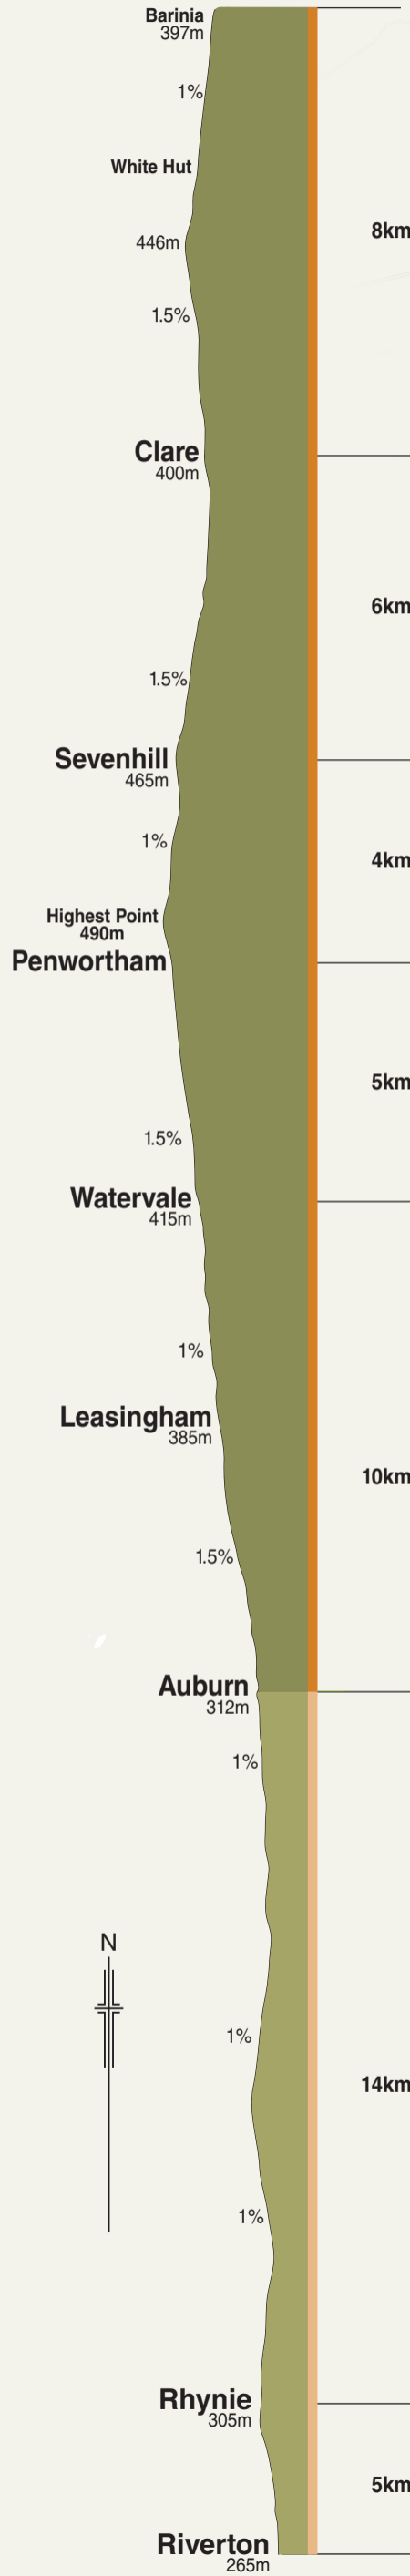 Barinia
397m
1%
White Hut
8km
446m
1.5%
Clare
400m
6km
1.5%
Sevenhill
465m
1%
4km
Highest Point
490m
Penwortham
5km
1.5%
Watervale
415m
1%
Leasingham
385m
10km
1.5%
Auburn
312m
1%
N
1%
14km
1%
Rhynie
305m
5km
Riverton
265m